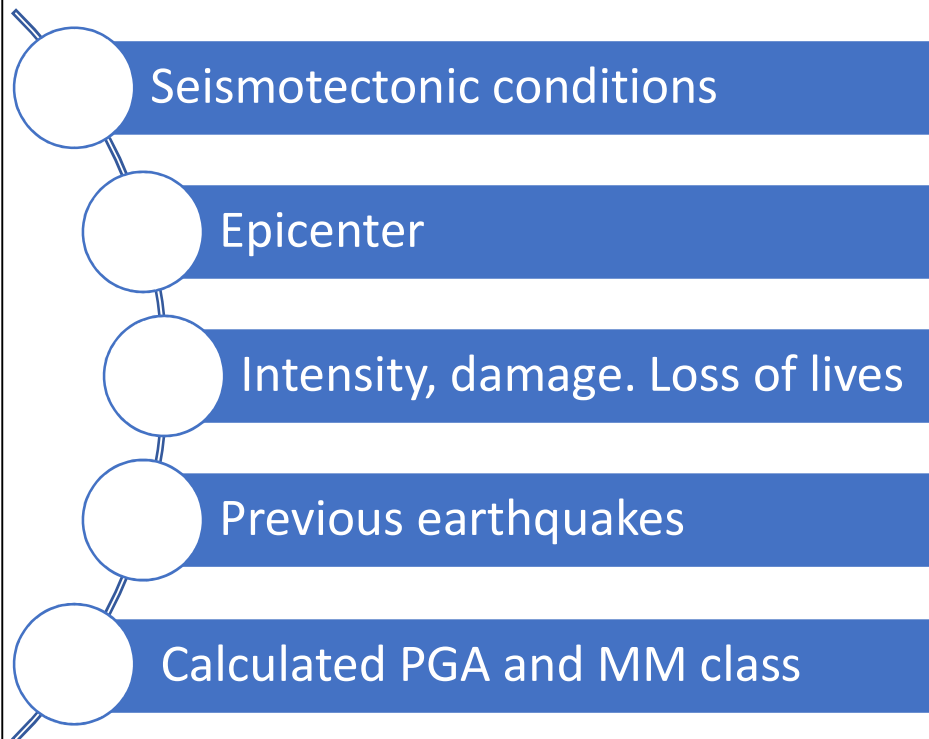 Seismotectonic conditions
Epicenter
Intensity, damage. Loss of lives
Previous earthquakes
Calculated PGA and MM class